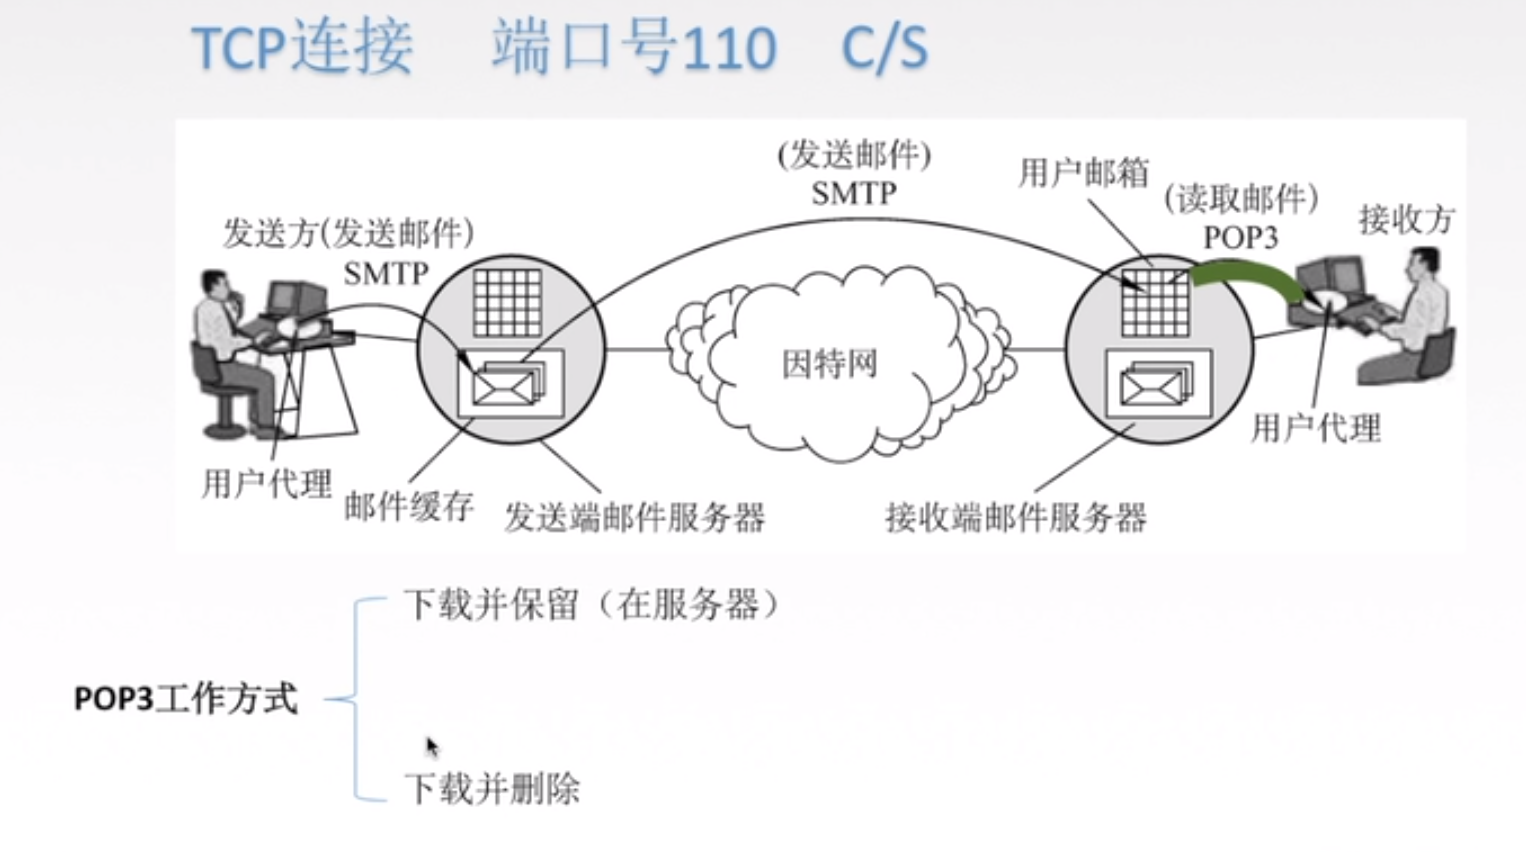 TCP连接 端口号110 C/S
(发送邮件)
SMTP
用户邮箱
(读取邮件)
POP3
接收方
发送方(发送邮件)
SMTP
因特网
用户代理
用户代理
邮件缓存
发送端邮件服务器
接收端邮件服务器
下载并保留（在服务器）
POP3工作方式
下载并删除